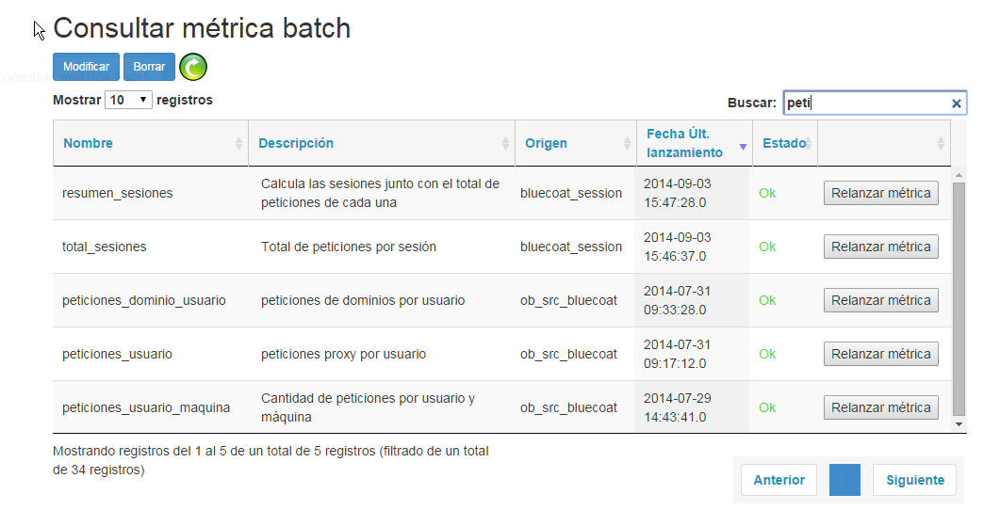 Consultar métrica batch
Modificar Borrar
Mostrar 10 registros
Buscar: peti
Nombre Descripción Origen Fecha Últ. lanzamiento Estado
resumen_sesiones Calcula las sesiones junto con el total de peticiones de cada una bluecoat_session 2014-09-03 15:47:28.0 Ok Relanzar métrica
total_sesiones Total de peticiones por sesión bluecoat_session 2014-09-03 15:46:37.0 Ok Relanzar métrica
peticiones_dominio_usuario peticiones de dominios por usuario ob_src_bluecoat 2014-07-31 09:33:28.0 Ok Relanzar métrica
peticiones_usuario peticiones proxy por usuario ob_src_bluecoat 2014-07-31 09:17:12.0 Ok Relanzar métrica
peticiones_usuario_maquina Cantidad de peticiones por usuario y máquina ob_src_bluecoat 2014-07-29 14:43:41.0 Ok Relanzar métrica
Mostrando registros del 1 al 5 de un total de 5 registros (filtrado de un total
de 34 registros)
Anterior Siguiente